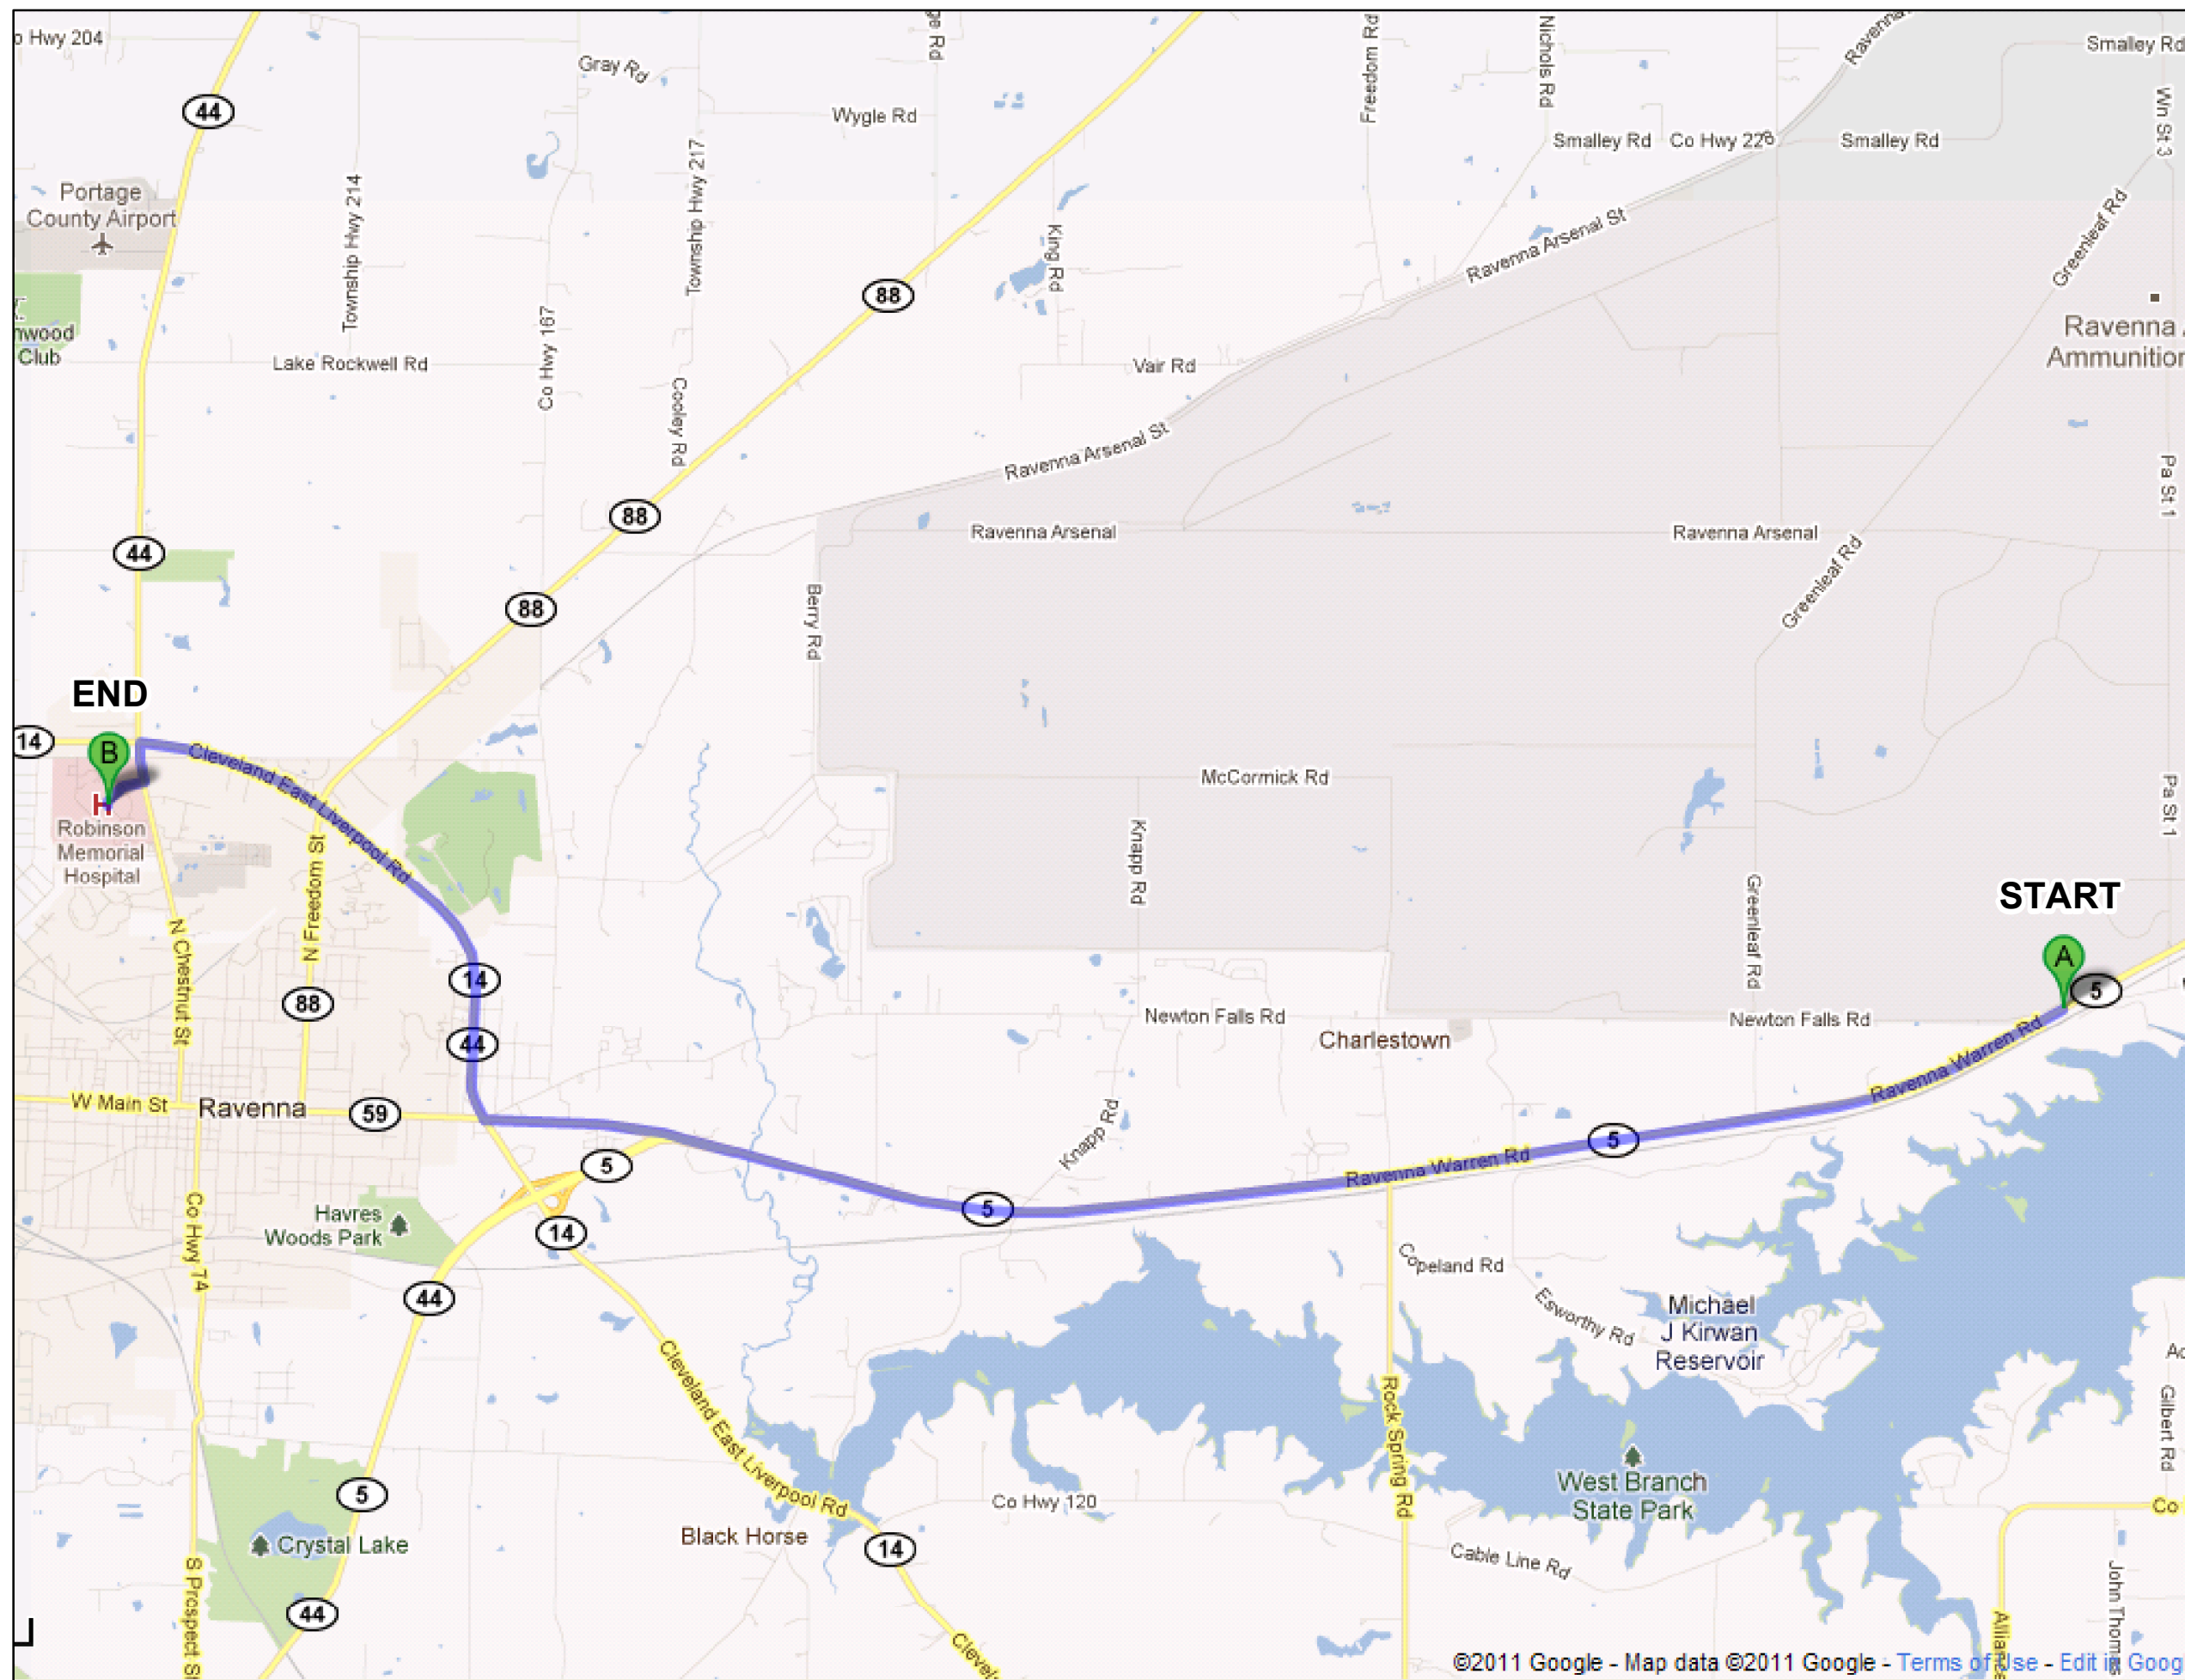 o Hwy 204
44
Gray Rd
ge Rd
Wygle Rd
Freedom Rd
Nichols Rd
Smalley Rd
Co Hwy 228
Smalley Rd
Ravenna
Smalley Rd
Wn St 3
Portage
County Airport
Township Hwy 214
Township Hwy 217
King Rd
Ravenna Arsenal St
Greenleaf Rd
88
nwood
Club
Lake Rockwell Rd
Co Hwy 167
Cooley Rd
Vair Rd
Ravenna
Ammunition
Ravenna Arsenal St
Pa St 1
88
44
Ravenna Arsenal
Ravenna Arsenal
Greenleaf Rd
88
Berry Rd
END
14
B
Cleveland East Liverpool Rd
H
Robinson
Memorial
Hospital
McCormick Rd
Knapp Rd
Pa St 1
N Freedom St
N Chestnut St
Greenleaf Rd
START
A
5
14
88
44
Newton Falls Rd
Charlestown
Newton Falls Rd
Ravenna Warren Rd
W Main St
Ravenna
59
5
Knapp Rd
5
Ravenna Warren Rd
5
Havres
Woods Park
14
Co Hwy 74
44
Copeland Rd
Esworthy Rd
Michael
J Kirwan
Reservoir
Cleveland East Liverpool Rd
Rock Spring Rd
Gilbert Rd
5
Crystal Lake
Black Horse
14
Co Hwy 120
West Branch
State Park
Co
Cable Line Rd
S Prospect St
44
Clevel
Alliance
John Thomas
©2011 Google - Map data ©2011 Google - Terms of Use - Edit in Goog